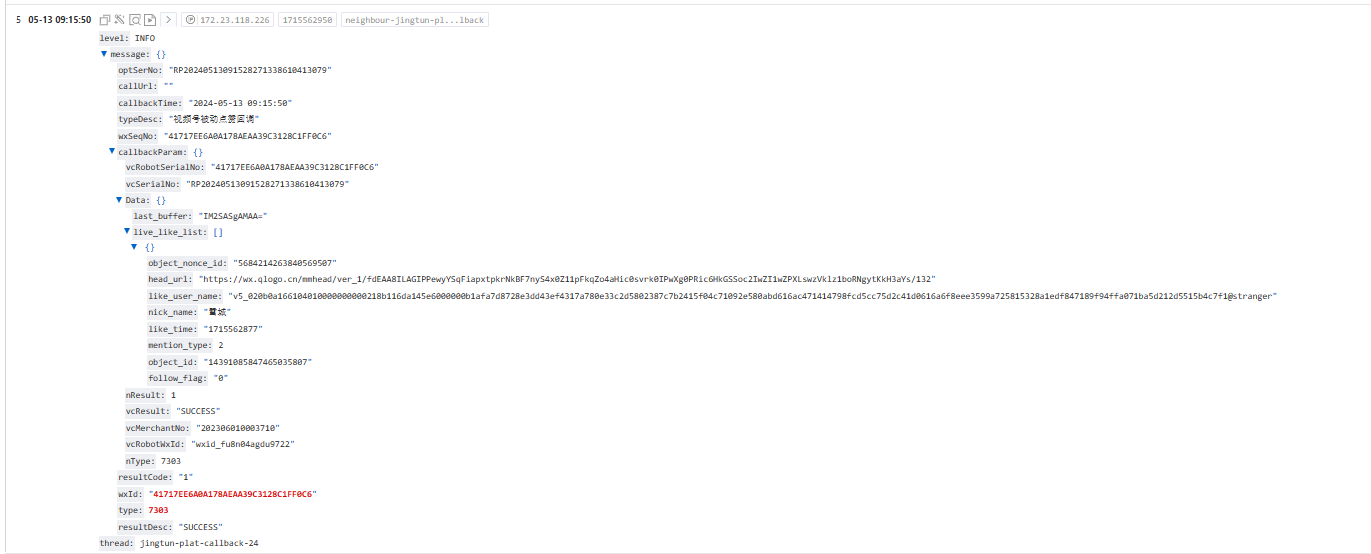 5 05-13 09:15:50 172.23.118.226 1715562950 neighbour-jingtun-pl...lback
level: INFO
message: {}
optSerNo: "RP20240513091528271338610413079"
callUrl: ""
callbackTime: "2024-05-13 09:15:50"
typeDesc: "视频号被动点赞回调"
wxSeqNo: "41717EE6A0A178AEAA39C3128C1FF0C6"
callbackParam: {}
vcRobotSerialNo: "41717EE6A0A178AEAA39C3128C1FF0C6"
vcSerialNo: "RP20240513091528271338610413079"
Data: {}
last_buffer: "IM2SASgAMAA="
live_like_list: []
{}
object_nonce_id: "5684214263840569507"
head_url: "https://wx.qlogo.cn/mmhead/ver_1/fdEAA8ILAGIPPewyYSqFiapxtpkrNkBF7nyS4x0Z11pFkqZo4aHic0svrk0IPwXg0PRic6HkGSSoc2IwZI1wZPXLswzVklz1boRNgytKkH3aYs/132"
like_user_name: "v5_020b0a166104010000000000218b116da145e6000000b1afa7d8728e3dd43ef4317a780e33c2d5802387c7b2415f04c71092e580abd616ac471414798fcd5cc75d2c41d0616a6f8eee3599a725815328a1edf847189f94ffa071ba5d212d5515b4c7f1@stranger"
nick_name: "雪城"
like_time: "1715562877"
mention_type: 2
object_id: "14391085847465035807"
follow_flag: "0"
nResult: 1
vcResult: "SUCCESS"
vcMerchantNo: "202306010003710"
vcRobotWxId: "wxid_fu8n04agdu9722"
nType: 7303
resultCode: "1"
wxId: "41717EE6A0A178AEAA39C3128C1FF0C6"
type: 7303
resultDesc: "SUCCESS"
thread: jingtun-plat-callback-24